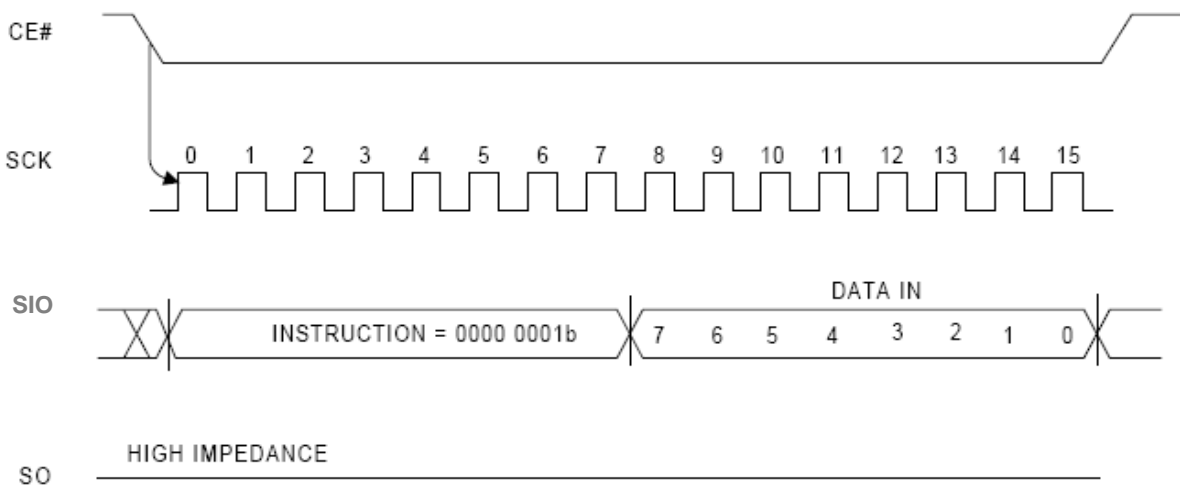 CE#
SCK
0 1 2 3 4 5 6 7 8 9 10 11 12 13 14 15
DATA IN
SIO
INSTRUCTION = 0000 0001b 7 6 5 4 3 2 1 0
HIGH IMPEDANCE
SO